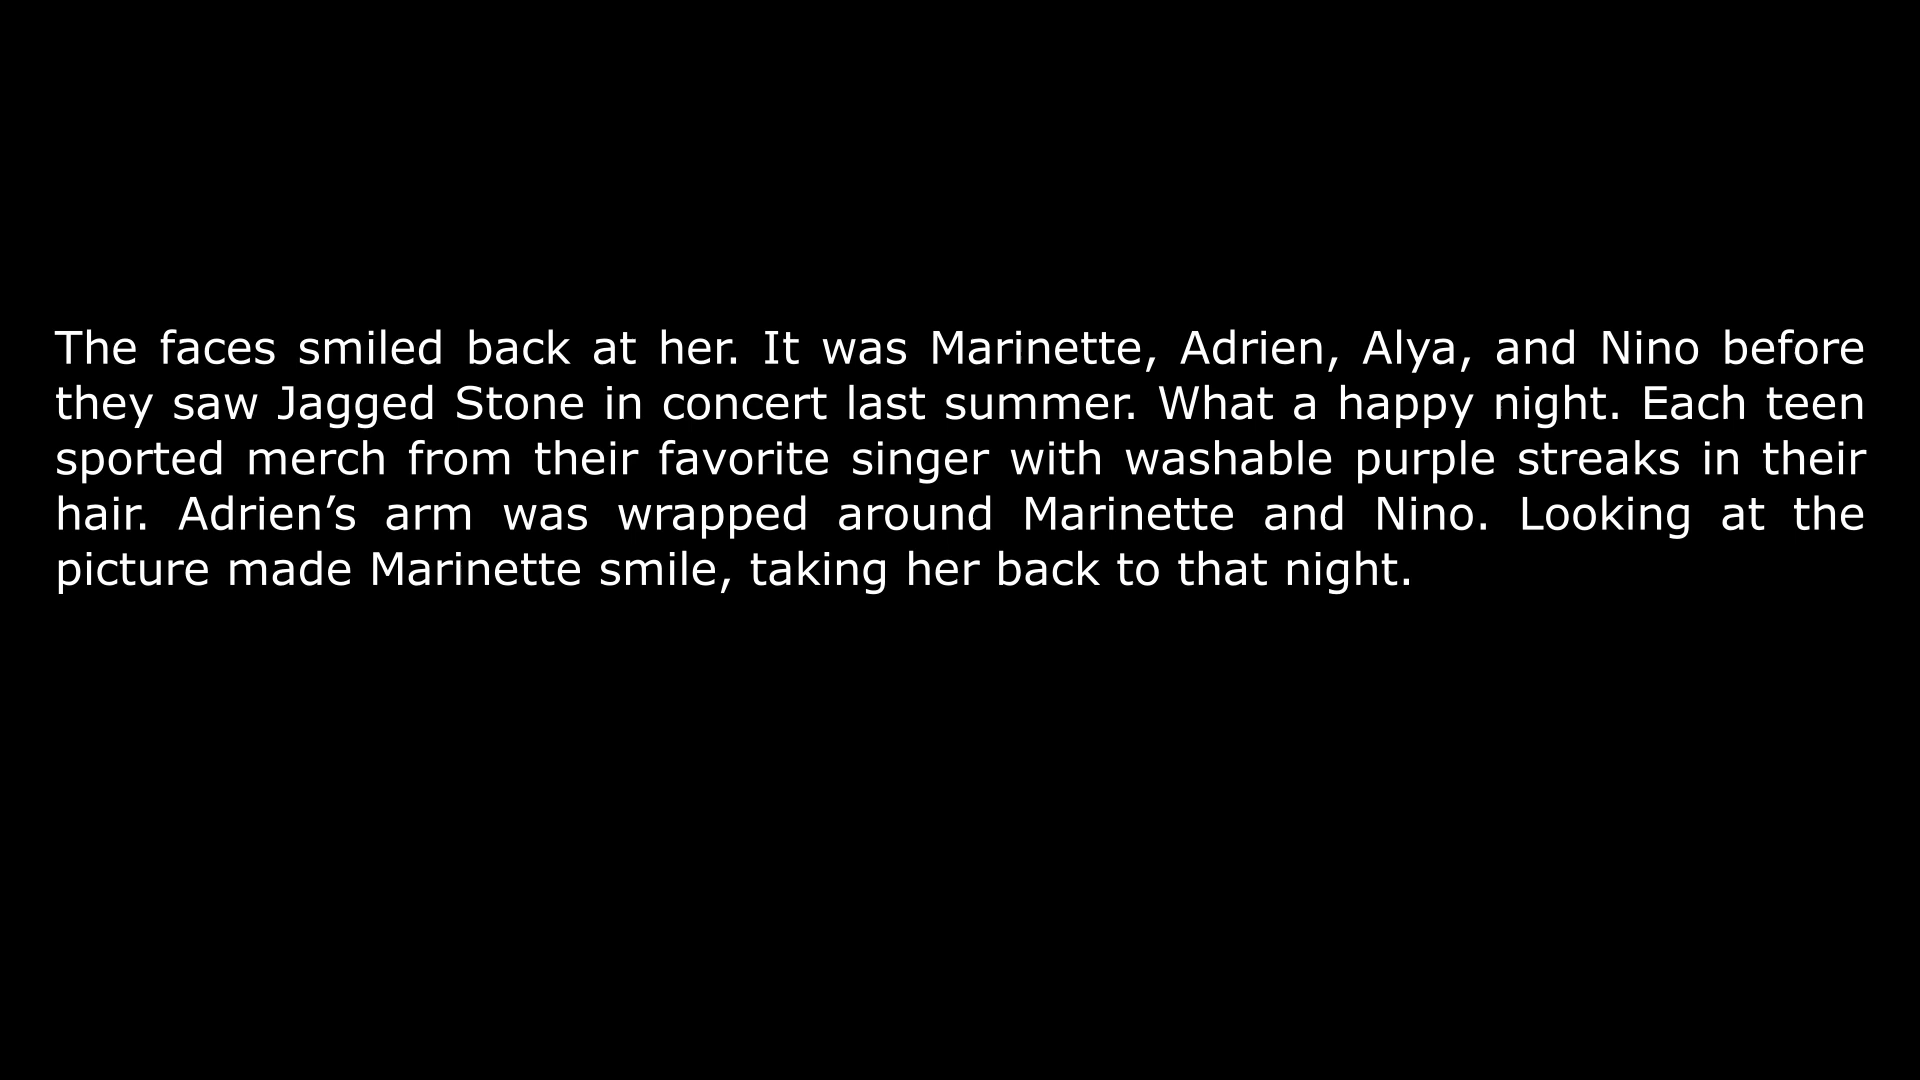 The faces smiled back at her. It was Marinette, Adrien, Alya, and Nino before
they saw Jagged Stone in concert last summer. What a happy night. Each teen
sported merch from their favorite singer with washable purple streaks in their
hair. Adrien’s arm was wrapped around Marinette and Nino. Looking at the
picture made Marinette smile, taking her back to that night.